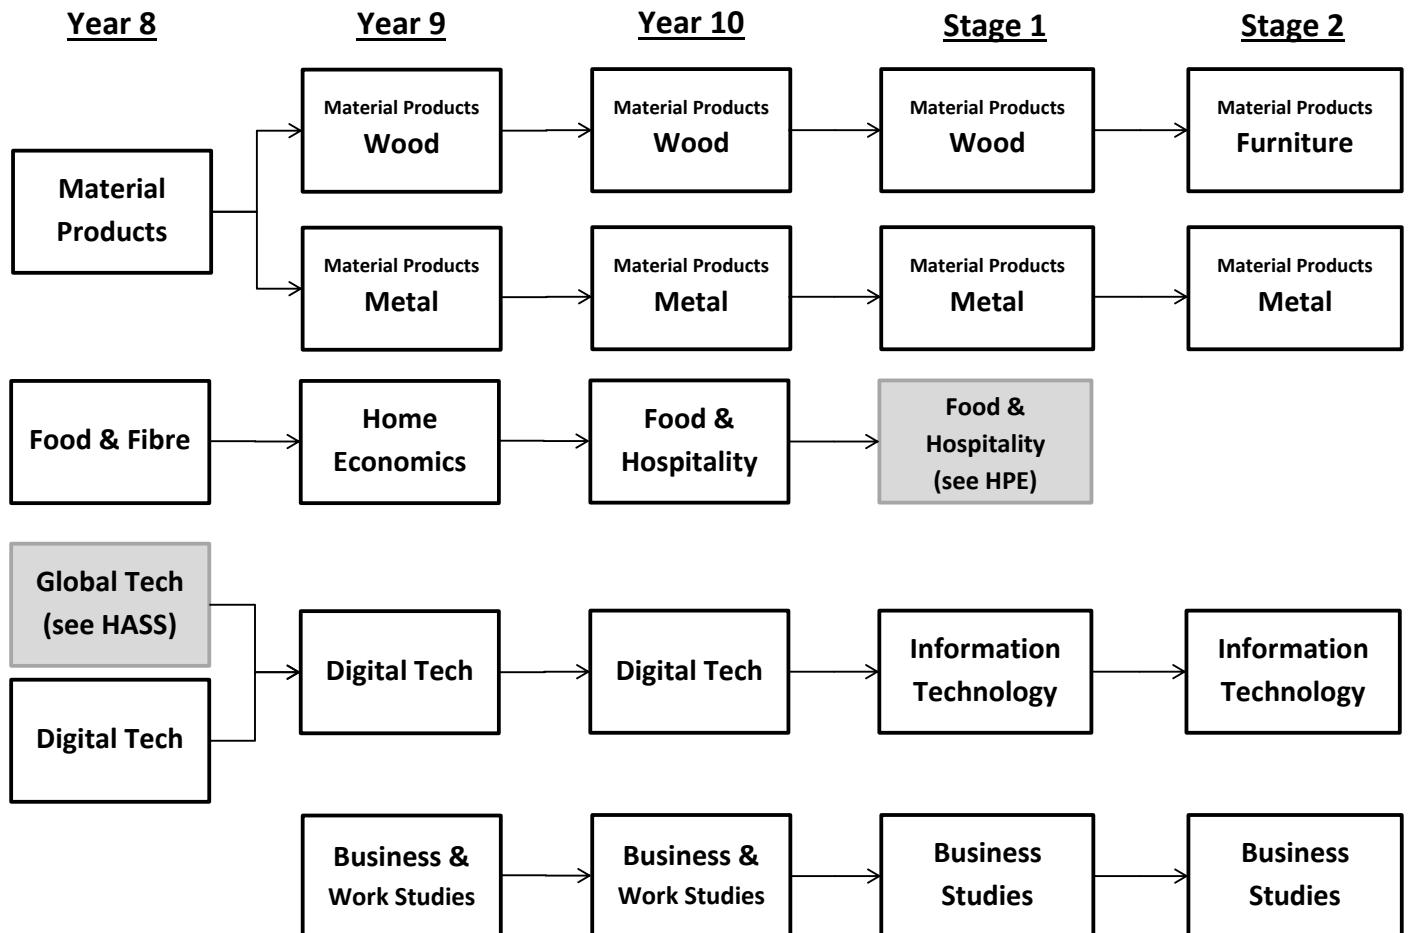 Year 8
Year 9
Year 10
Stage 1
Stage 2
Material
Products
Material Products
Wood
Material Products
Wood
Material Products
Wood
Material Products
Furniture
Material Products
Metal
Material Products
Metal
Material Products
Metal
Material Products
Metal
Food & Fibre
Home
Economics
Food &
Hospitality
Food &
Hospitality
(see HPE)
Global Tech
(see HASS)
Digital Tech
Digital Tech
Digital Tech
Information
Technology
Information
Technology
Business &
Work Studies
Business &
Work Studies
Business
Studies
Business
Studies